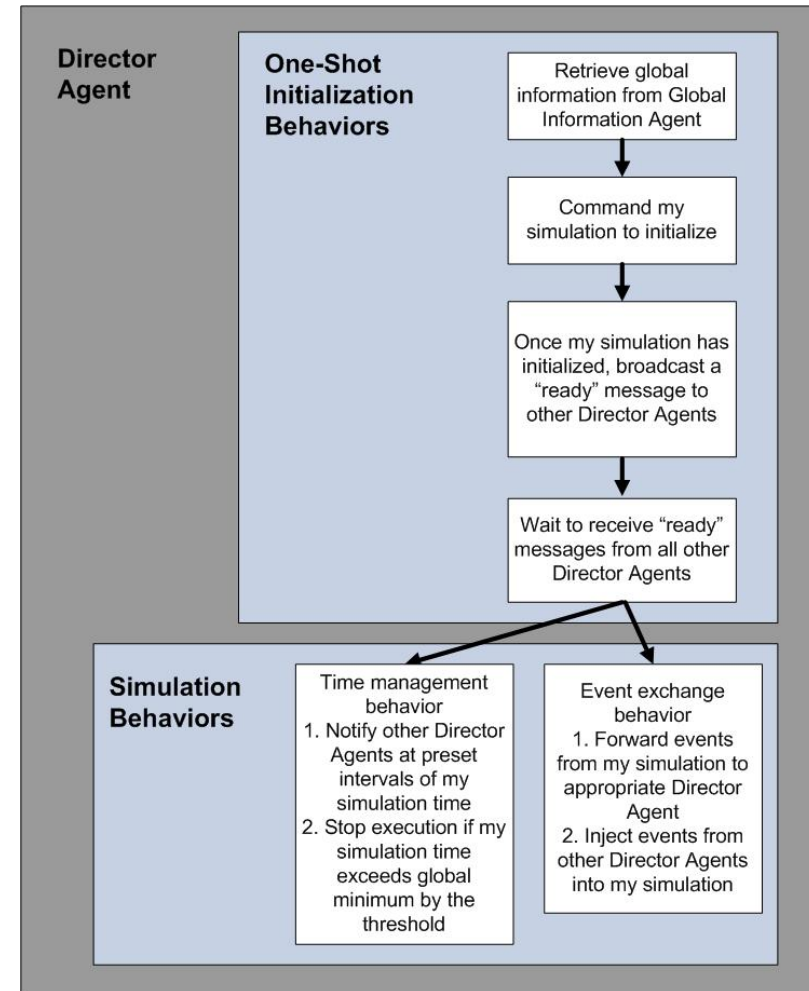 Director
Agent
One-Shot
Initialization
Behaviors
Retrieve global
information from Global
Information Agent
Command my
simulation to initialize
Once my simulation has
initialized, broadcast a
“ready” message to
other Director Agents
Wait to receive “ready”
messages from all other
Director Agents
Simulation
Behaviors
Time management
behavior
1. Notify other Director
Agents at preset
intervals of my
simulation time
2. Stop execution if my
simulation time
exceeds global
minimum by the
threshold
Event exchange
behavior
1. Forward events
from my simulation to
appropriate Director
Agent
2. Inject events from
other Director Agents
into my simulation